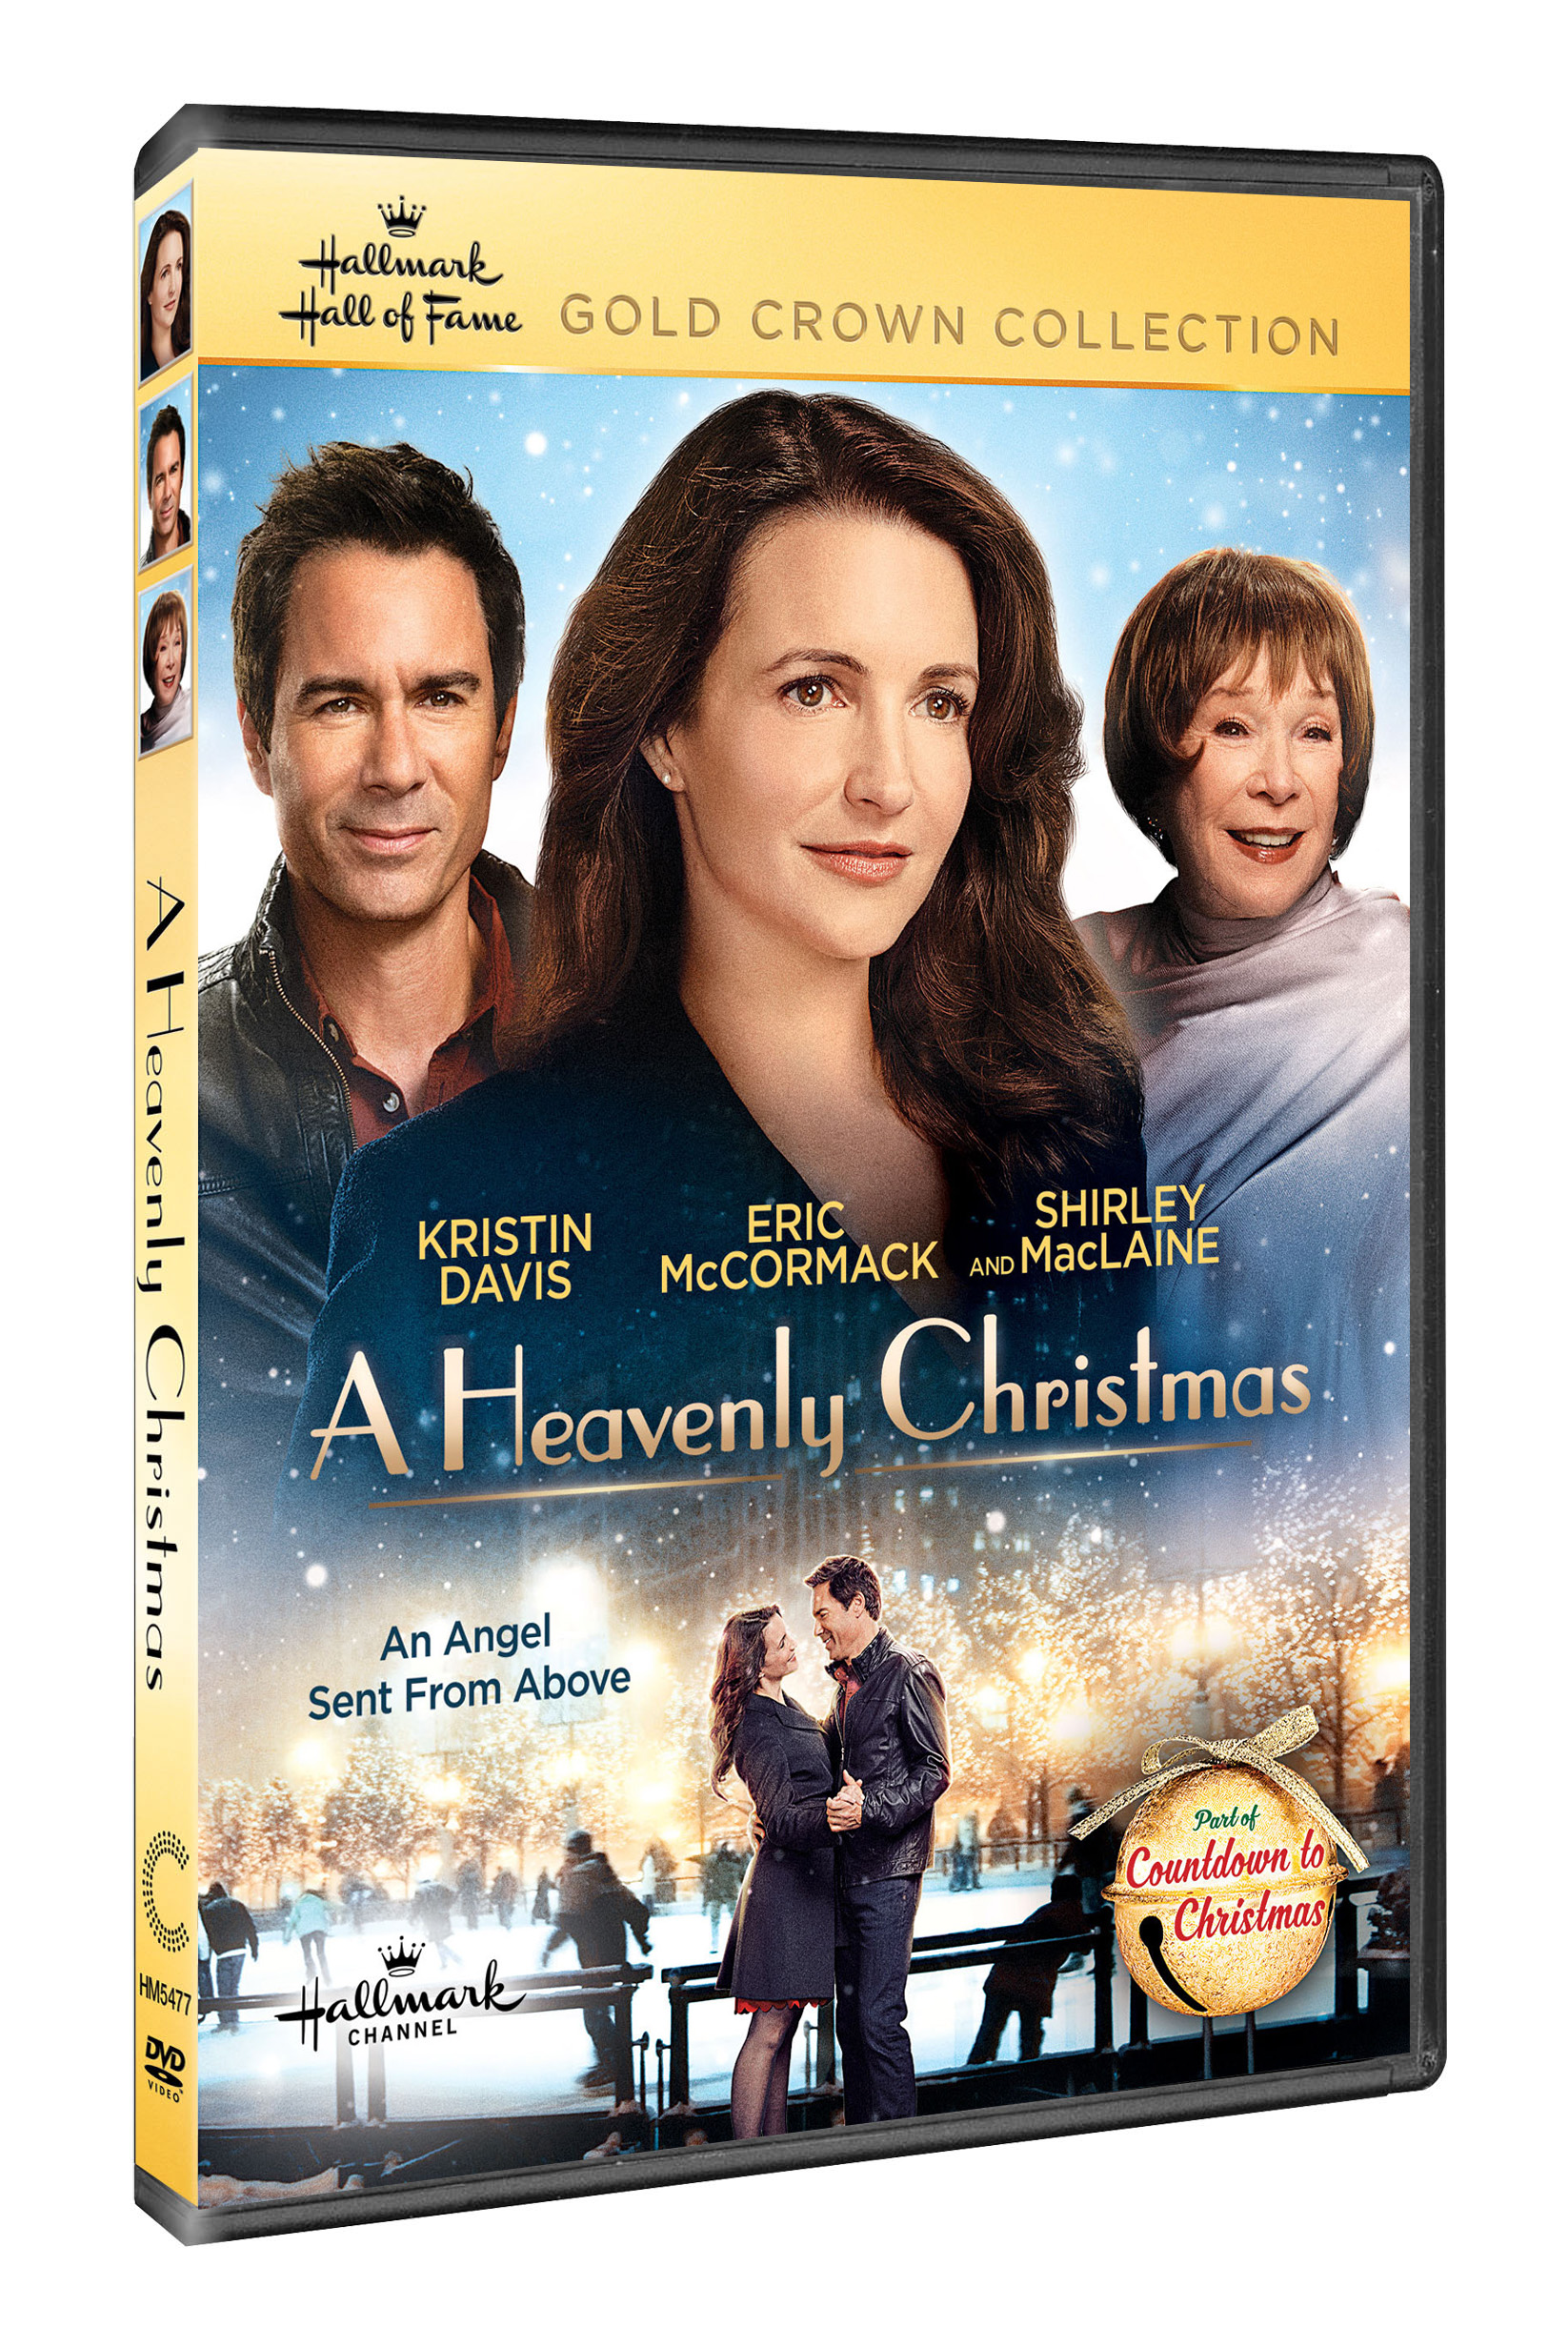 Hallmark
Hall of Fame
GOLD CROWN COLLECTION
KRISTIN
DAVIS
ERIC
McCORMACK
SHIRLEY
AND MacLAINE
A Heavenly Christmas
An Angel
Sent From Above
Part of
Countdown to
Christmas
Hallmark
CHANNEL
A Heavenly Christmas
HM5477
DVD
VIDEO